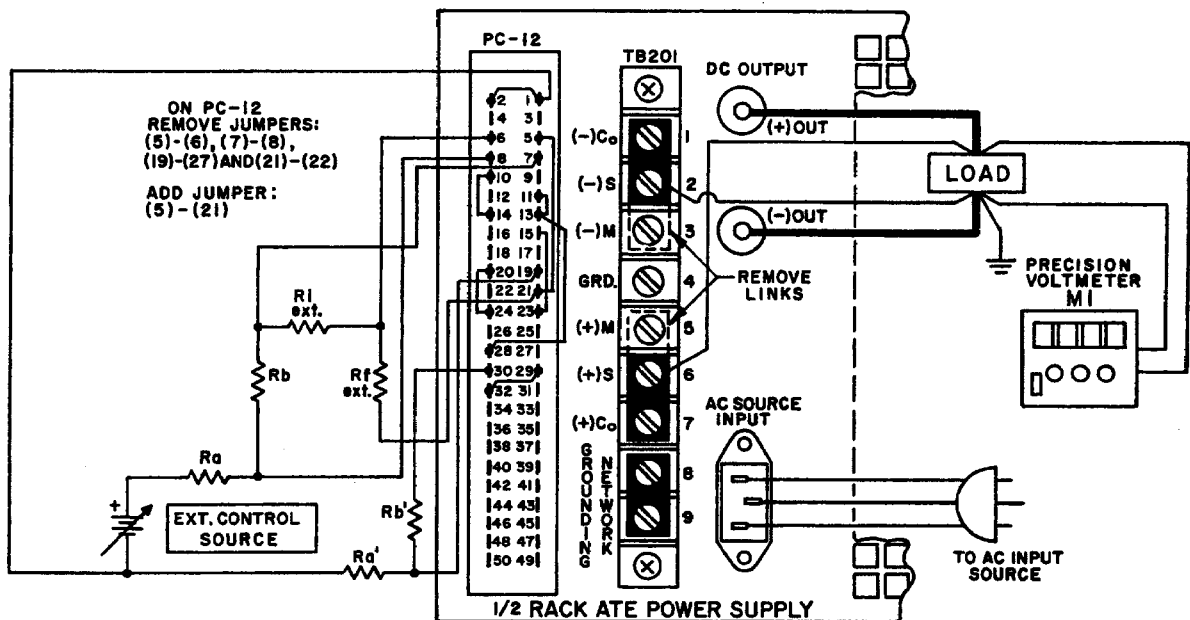 PC-12
TB201
DC OUTPUT
(+)OUT
(-)OUT
LOAD
ON PC-12
REMOVE JUMPERS:
(5)-(6), (7)-(8),
(19)-(27)AND(21)-(22)
ADD JUMPER:
(5)-(21)
2 1
4 3
6 5
8 7
10 9
12 11
14 13
16 15
18 17
20 19
22 21
24 23
26 25
28 27
30 29
32 31
34 33
36 35
38 37
40 39
42 41
44 43
46 45
48 47
50 49
(-)Co 1
(-)S 2
(-)M 3
GRD. 4
(+)M 5
(+)S 6
(+)Co 7
8
9
GROUNDING
NETWORK
REMOVE
LINKS
PRECISION
VOLTMETER
M1
Ri
ext.
Rb
Rf
ext.
Ra
+
EXT. CONTROL
SOURCE
Rb'
Ra'
AC SOURCE
INPUT
TO AC INPUT
SOURCE
1/2 RACK ATE POWER SUPPLY